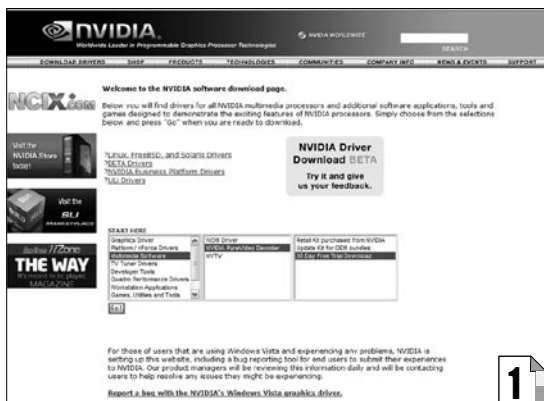 NVIDIA.
Worldwide Leader in Programmable Graphics Processor Technologies
NVIDIA WORLDWIDE
SEARCH
DOWNLOAD DRIVERS SHOP PRODUCTS TECHNOLOGIES COMMUNITIES COMPANY INFO NEWS & EVENTS SUPPORT
NCIX.com
Visit the
NVIDIA Store
today!
Visit the
SLI
MARKETPLACE
THE WAY
It's meant to be played
MAGAZINE
Welcome to the NVIDIA software download page.
Below you will find drivers for all NVIDIA multimedia processors and additional software applications, tools and
games designed to demonstrate the exciting features of NVIDIA processors. Simply choose from the selections
below and press "Go" when you are ready to download.
Linux, FreeBSD, and Solaris Drivers
BETA Drivers
NVIDIA Business Platform Drivers
ULi Drivers
NVIDIA Driver
Download BETA
Try it and give
us your feedback.
START HERE
Graphics Driver
Platform / nForce Drivers
Multimedia Software
TV Tuner Drivers
Developer Tools
Quadro Performance Drivers
Workstation Applications
Games, Utilities and Tools
WDM Driver
NVIDIA PureVideo Decoder
NVTV
Retail Kit purchased from NVIDIA
Update Kit for OEM bundles
30 Day Free Trial Download
Go!
For those of users that are using Windows Vista and experiencing any problems, NVIDIA is
setting up this website, including a bug reporting tool for end users to submit their experiences
to NVIDIA. Our product managers will be reviewing this information daily and will be contacting
users to help resolve any issues they might be experiencing.
Report a bug with the NVIDIA's Windows Vista graphics driver.
1